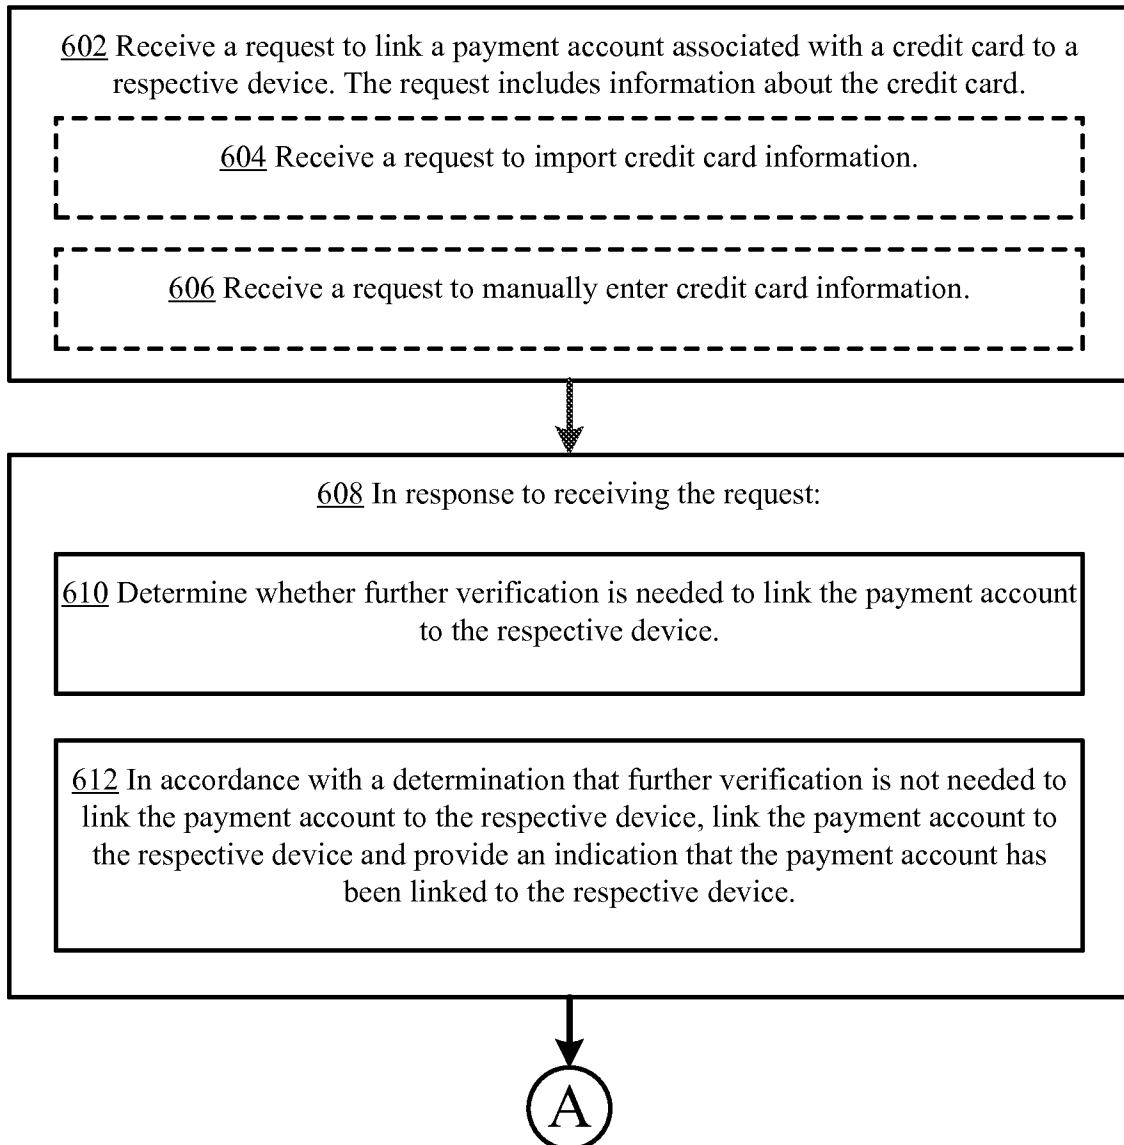 602 Receive a request to link a payment account associated with a credit card to a
respective device. The request includes information about the credit card.
604 Receive a request to import credit card information.
606 Receive a request to manually enter credit card information.
608 In response to receiving the request:
610 Determine whether further verification is needed to link the payment account
to the respective device.
612 In accordance with a determination that further verification is not needed to
link the payment account to the respective device, link the payment account to
the respective device and provide an indication that the payment account has
been linked to the respective device.
A